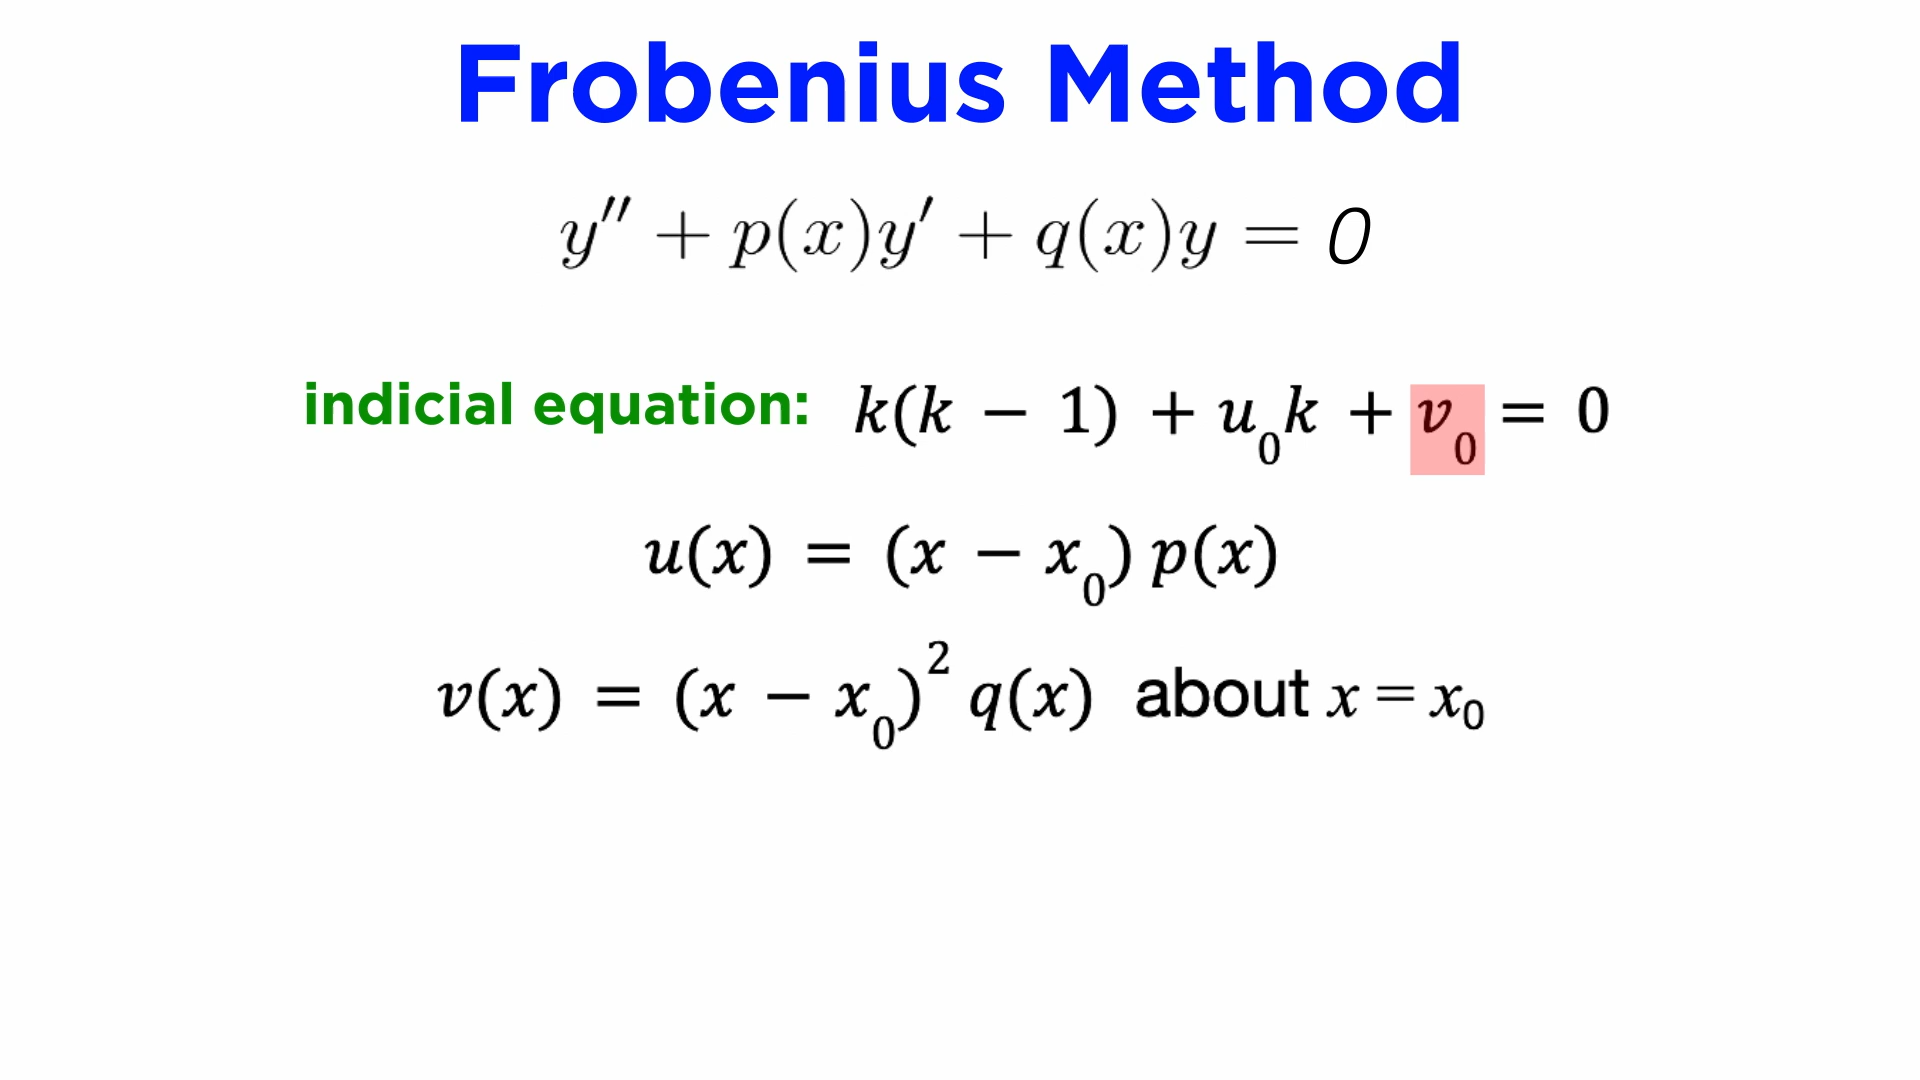 Frobenius Method
y″ + p(x)y′ + q(x)y = 0
indicial equation: k(k − 1) + u₀k + v₀ = 0
u(x) = (x − x₀) p(x)
v(x) = (x − x₀)² q(x) about x = x₀